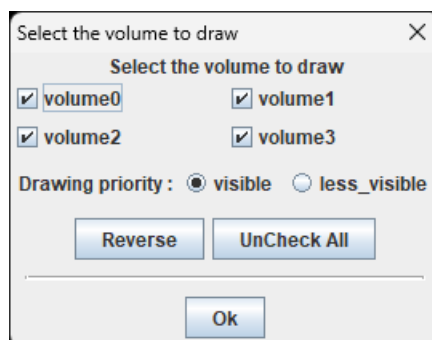 Select the volume to draw
Select the volume to draw
volume0 volume1
volume2 volume3
Drawing priority : visible less_visible
Reverse UnCheck All
Ok